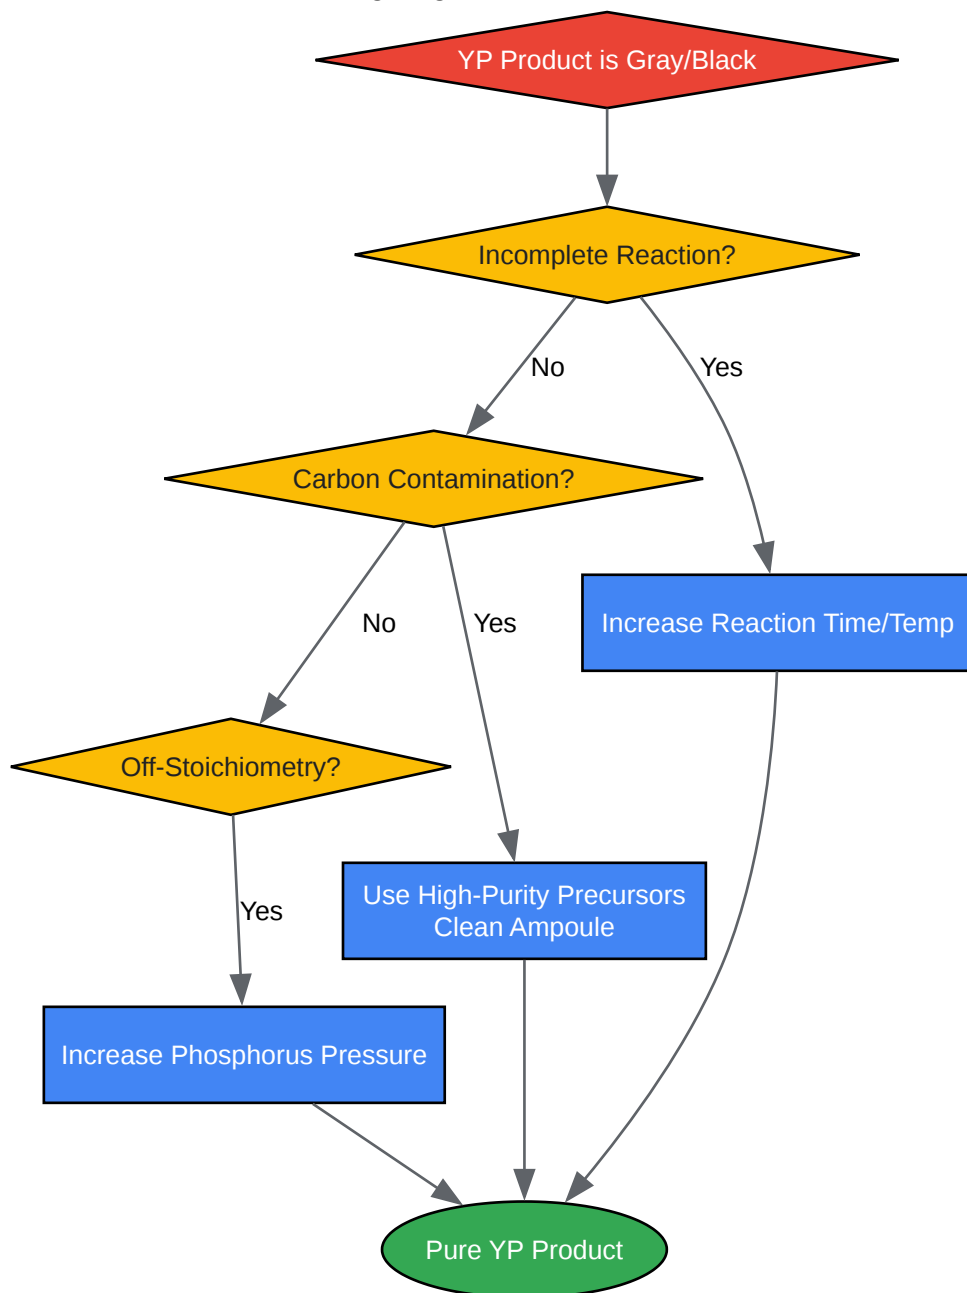 YP Product is Gray/Black
Incomplete Reaction?
No
Yes
Carbon Contamination?
No
Yes
Increase Reaction Time/Temp
Off-Stoichiometry?
Yes
Use High-Purity Precursors
Clean Ampoule
Increase Phosphorus Pressure
Pure YP Product